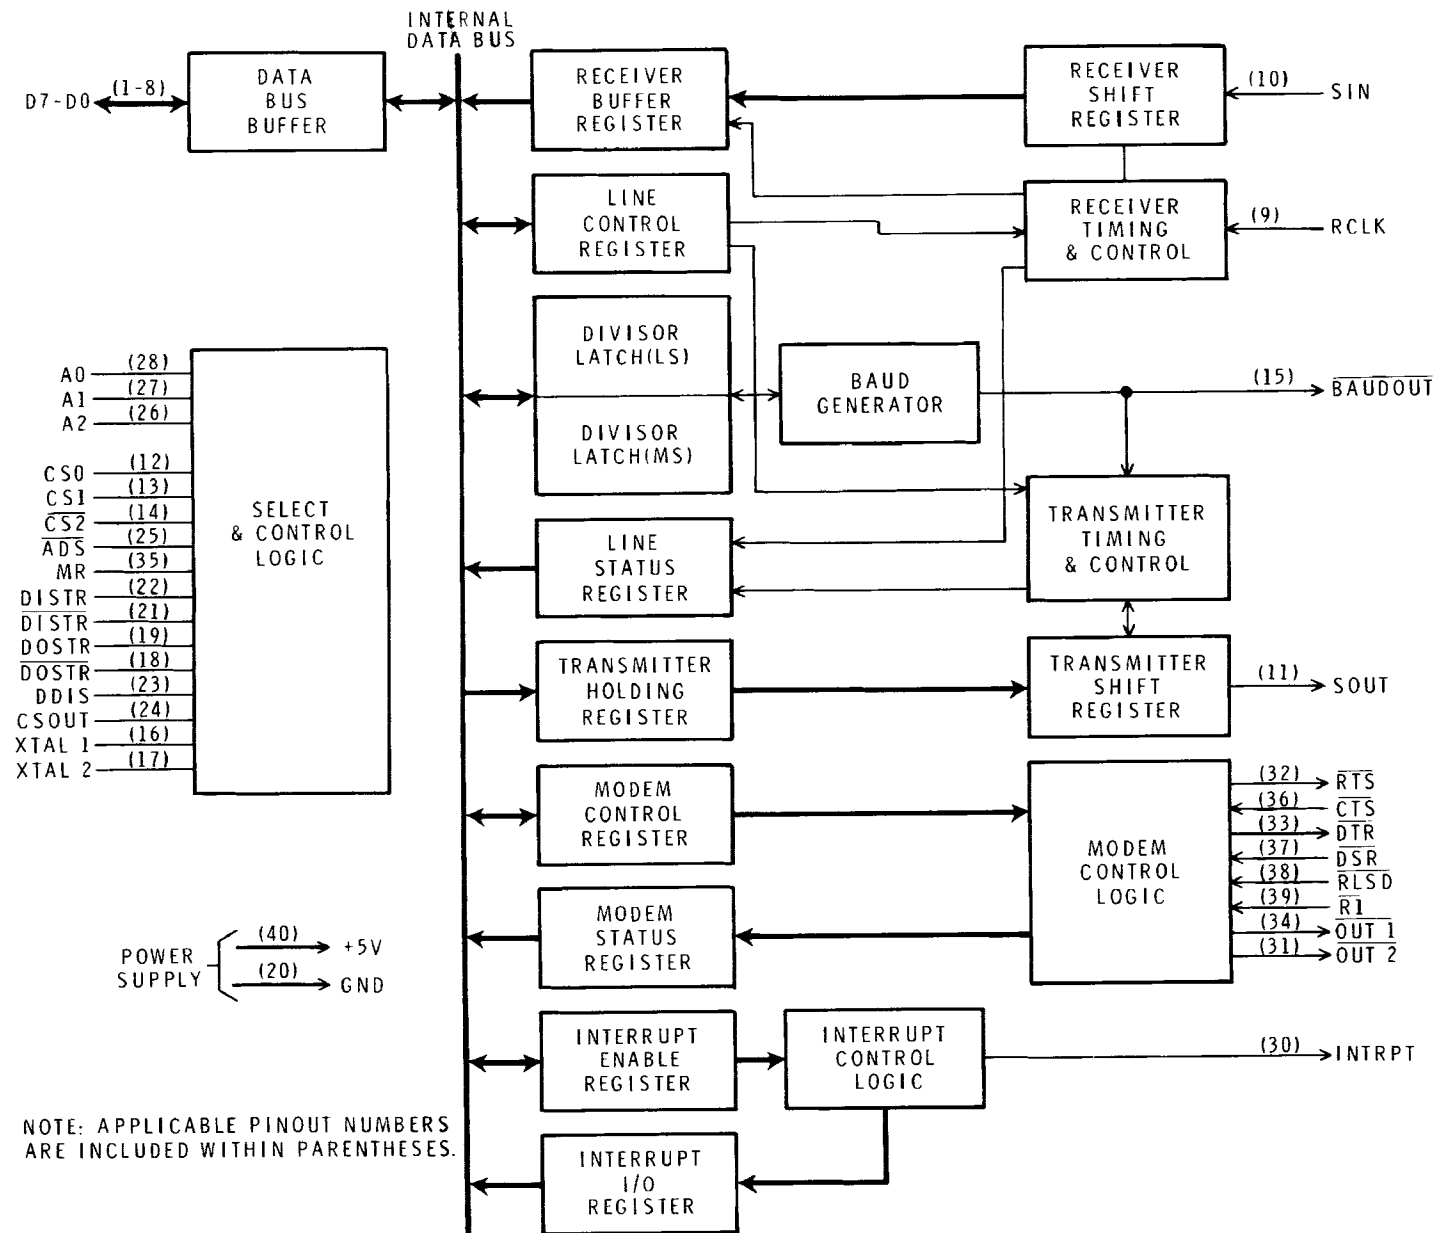 INTERNAL
DATA BUS
D7-D0
(1-8)
DATA
BUS
BUFFER
RECEIVER
BUFFER
REGISTER
RECEIVER
SHIFT
REGISTER
(10)
SIN
LINE
CONTROL
REGISTER
RECEIVER
TIMING
& CONTROL
(9)
RCLK
DIVISOR
LATCH(LS)
DIVISOR
LATCH(MS)
BAUD
GENERATOR
(15)
BAUDOUT
A0 (28)
A1 (27)
A2 (26)
CS0 (12)
CS1 (13)
CS2 (14)
ADS (25)
MR (35)
DISTR (22)
DISTR (21)
DOSTR (19)
DOSTR (18)
DDIS (23)
CSOUT (24)
XTAL 1 (16)
XTAL 2 (17)
SELECT
& CONTROL
LOGIC
LINE
STATUS
REGISTER
TRANSMITTER
TIMING
& CONTROL
TRANSMITTER
HOLDING
REGISTER
TRANSMITTER
SHIFT
REGISTER
(11)
SOUT
MODEM
CONTROL
REGISTER
MODEM
CONTROL
LOGIC
(32) RTS
(36) CTS
(33) DTR
(37) DSR
(38) RLSD
(39) R1
(34) OUT 1
(31) OUT 2
MODEM
STATUS
REGISTER
POWER
SUPPLY
(40) +5V
(20) GND
INTERRUPT
ENABLE
REGISTER
INTERRUPT
CONTROL
LOGIC
(30)
INTRPT
INTERRUPT
I/O
REGISTER
NOTE: APPLICABLE PINOUT NUMBERS
ARE INCLUDED WITHIN PARENTHESES.